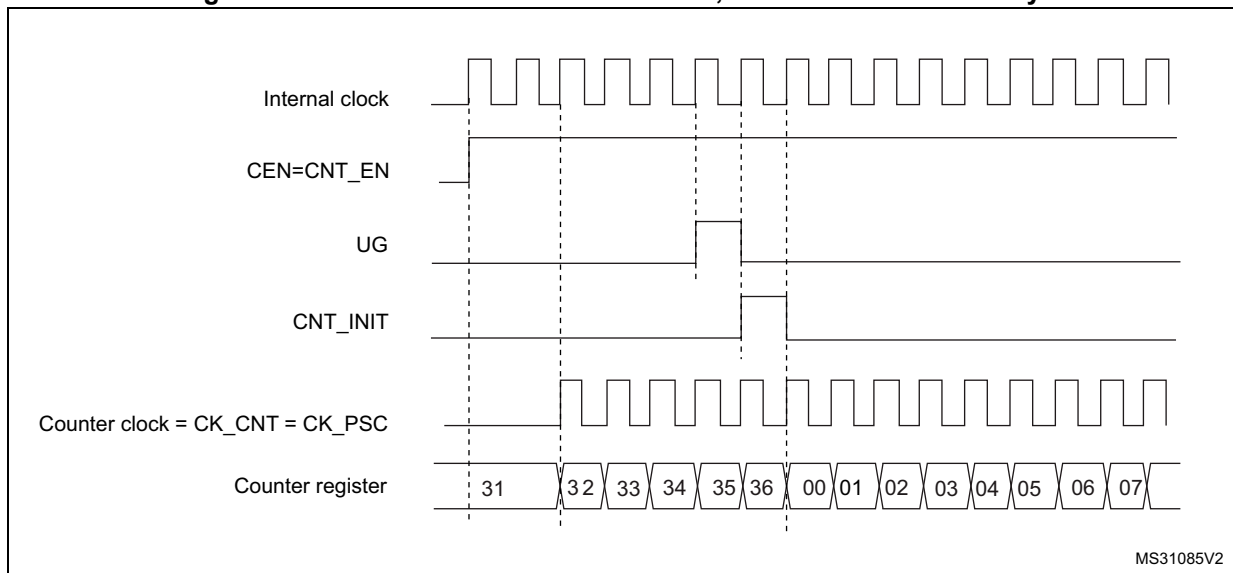 Internal clock
CEN=CNT_EN
UG
CNT_INIT
Counter clock = CK_CNT = CK_PSC
Counter register 31 32 33 34 35 36 00 01 02 03 04 05 06 07
MS31085V2